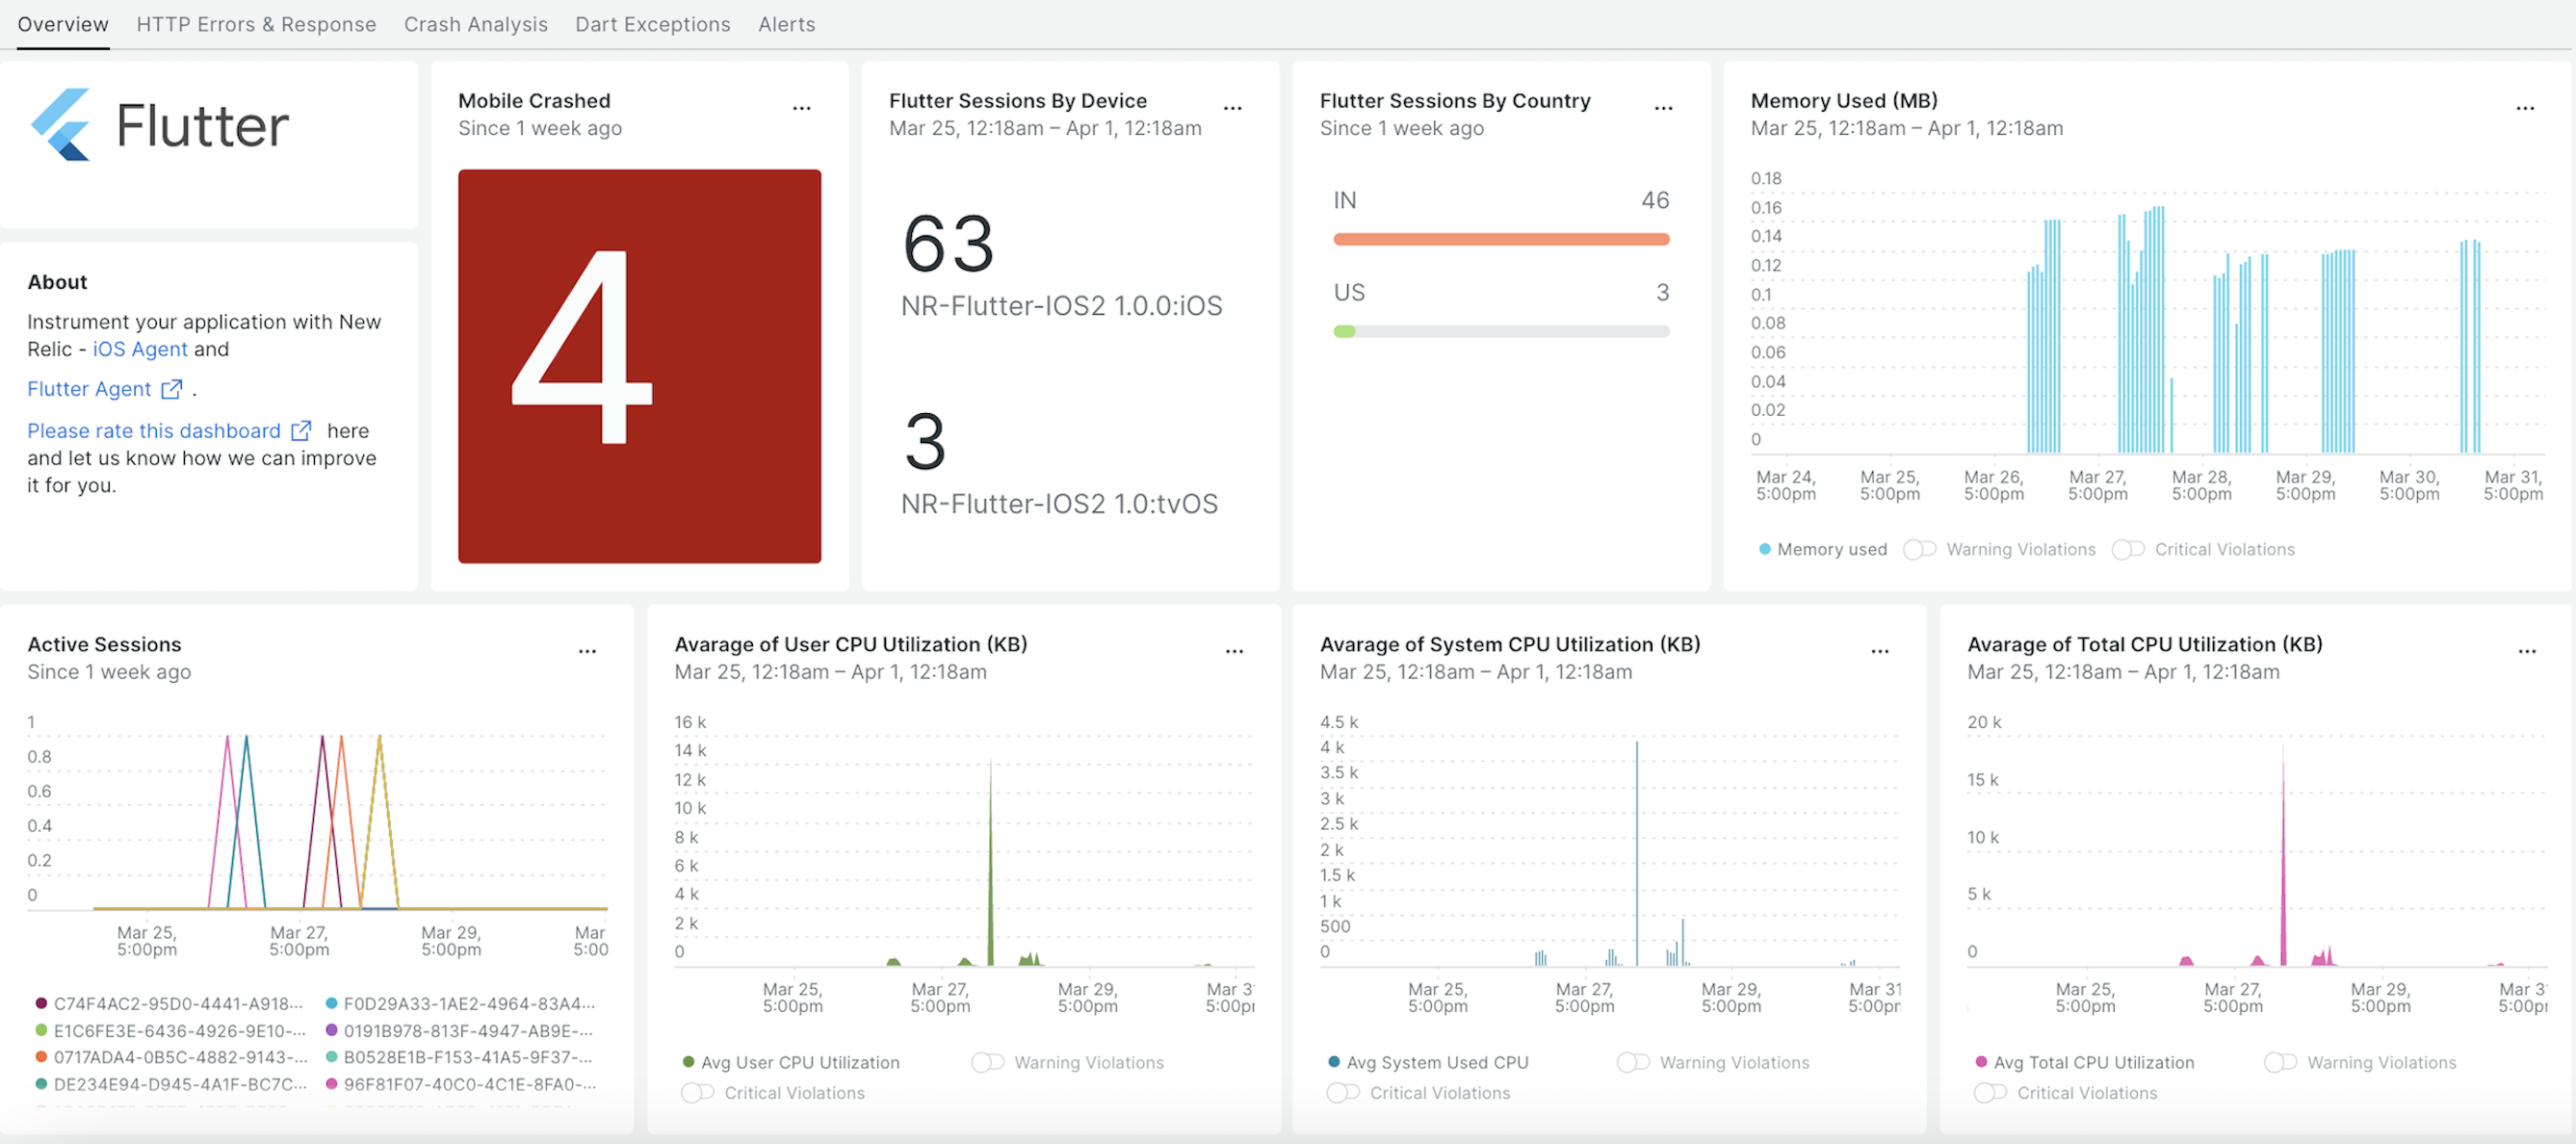 Overview HTTP Errors & Response Crash Analysis Dart Exceptions Alerts
Flutter
About
Instrument your application with New
Relic - iOS Agent and
Flutter Agent .
Please rate this dashboard here
and let us know how we can improve
it for you.
Mobile Crashed
Since 1 week ago
4
Flutter Sessions By Device
Mar 25, 12:18am – Apr 1, 12:18am
63
NR-Flutter-IOS2 1.0.0:iOS
3
NR-Flutter-IOS2 1.0:tvOS
Flutter Sessions By Country
Since 1 week ago
IN 46
US 3
Memory Used (MB)
Mar 25, 12:18am – Apr 1, 12:18am
0.18
0.16
0.14
0.12
0.1
0.08
0.06
0.04
0.02
0
Mar 24, Mar 25, Mar 26, Mar 27, Mar 28, Mar 29, Mar 30, Mar 31,
5:00pm 5:00pm 5:00pm 5:00pm 5:00pm 5:00pm 5:00pm 5:00pm
Memory used Warning Violations Critical Violations
Active Sessions
Since 1 week ago
1
0.8
0.6
0.4
0.2
0
Mar 25, Mar 27, Mar 29, Mar
5:00pm 5:00pm 5:00pm 5:00
C74F4AC2-95D0-4441-A918... F0D29A33-1AE2-4964-83A4...
E1C6FE3E-6436-4926-9E10-... 0191B978-813F-4947-AB9E-...
0717ADA4-0B5C-4882-9143-... B0528E1B-F153-41A5-9F37-...
DE234E94-D945-4A1F-BC7C... 96F81F07-40C0-4C1E-8FA0-...
Avarage of User CPU Utilization (KB)
Mar 25, 12:18am – Apr 1, 12:18am
16 k
14 k
12 k
10 k
8 k
6 k
4 k
2 k
0
Mar 25, Mar 27, Mar 29, Mar 3
5:00pm 5:00pm 5:00pm 5:00p
Avg User CPU Utilization Warning Violations
Critical Violations
Avarage of System CPU Utilization (KB)
Mar 25, 12:18am – Apr 1, 12:18am
4.5 k
4 k
3.5 k
3 k
2.5 k
2 k
1.5 k
1 k
500
0
Mar 25, Mar 27, Mar 29, Mar 31
5:00pm 5:00pm 5:00pm 5:00p
Avg System Used CPU Warning Violations
Critical Violations
Avarage of Total CPU Utilization (KB)
Mar 25, 12:18am – Apr 1, 12:18am
20 k
15 k
10 k
5 k
0
Mar 25, Mar 27, Mar 29, Mar 3
5:00pm 5:00pm 5:00pm 5:00p
Avg Total CPU Utilization Warning Violations
Critical Violations